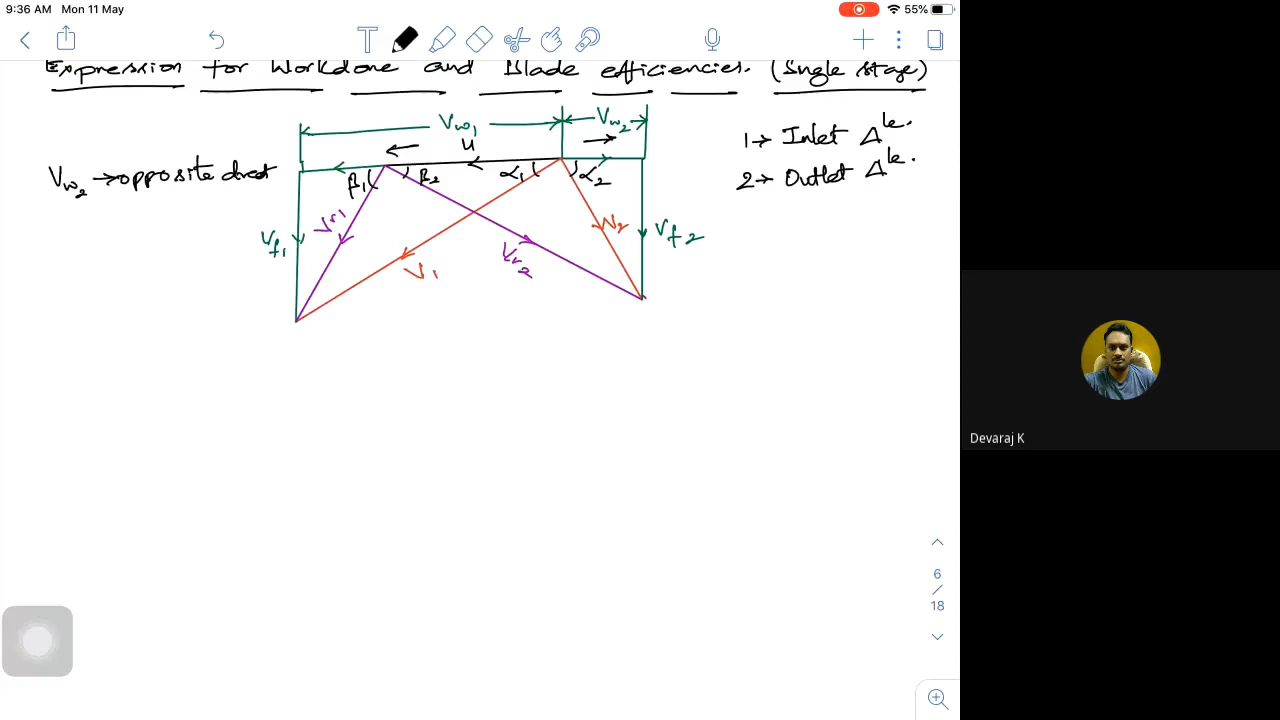 9:36 AM Mon 11 May
55%
Expression for Workdone and Blade efficiencies. (Single stage)
Vw1
Vw2
u
1→ Inlet Δle.
Vw2 → opposite direct
β1
β2
α1
α2
2→ Outlet Δle.
Vr1
V2
Vf1
Vf2
V1
Vr2
Devaraj K
6
/
18